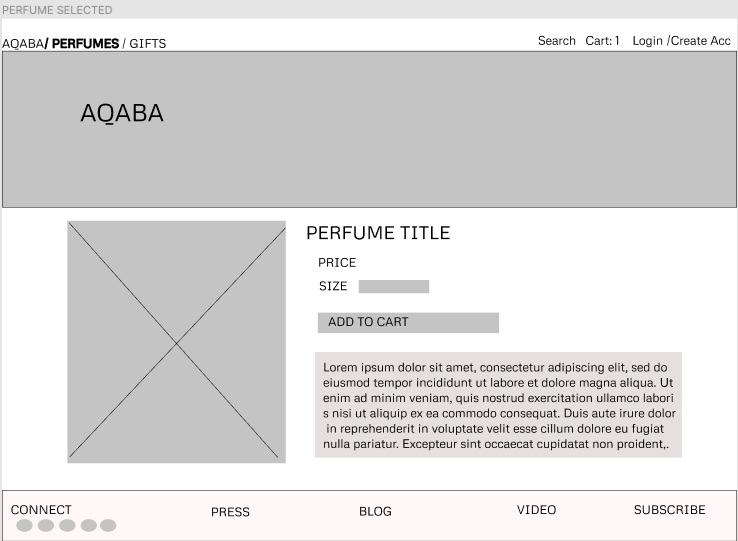 PERFUME SELECTED
AQABA/ PERFUMES / GIFTS
Search Cart: 1 Login /Create Acc
AQABA
PERFUME TITLE
PRICE
SIZE
ADD TO CART
Lorem ipsum dolor sit amet, consectetur adipiscing elit, sed do
eiusmod tempor incididunt ut labore et dolore magna aliqua. Ut
enim ad minim veniam, quis nostrud exercitation ullamco labori
s nisi ut aliquip ex ea commodo consequat. Duis aute irure dolor
in reprehenderit in voluptate velit esse cillum dolore eu fugiat
nulla pariatur. Excepteur sint occaecat cupidatat non proident,.
CONNECT
PRESS
BLOG
VIDEO
SUBSCRIBE